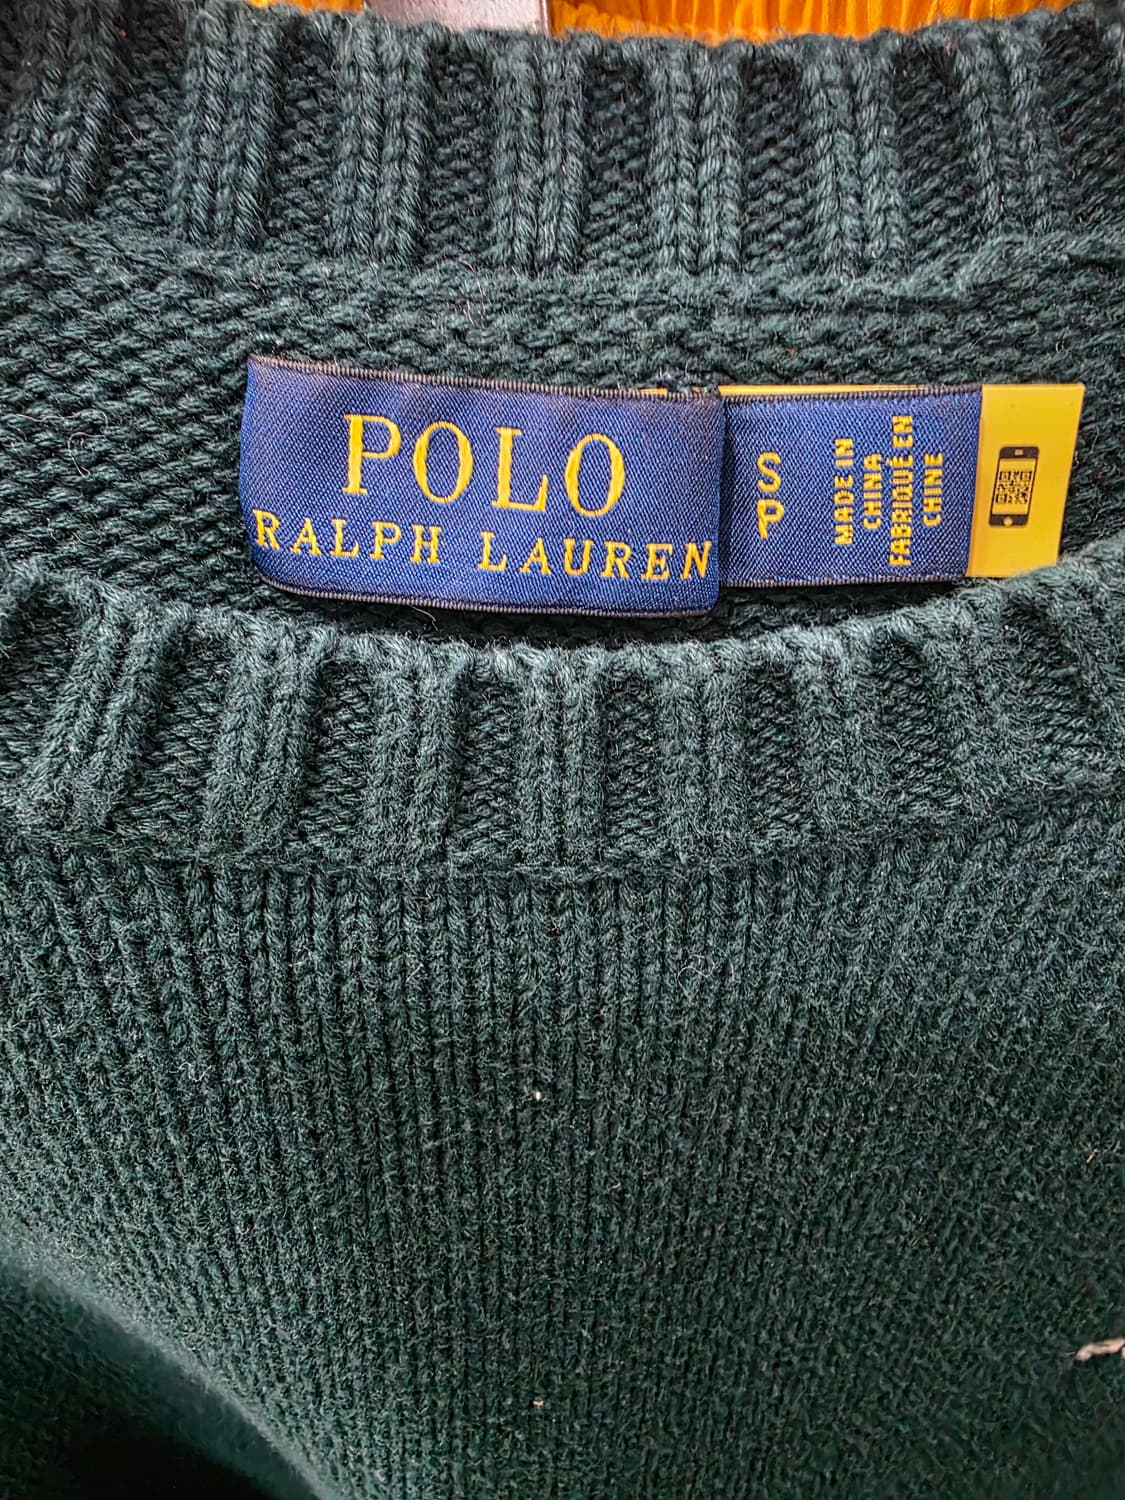 POLO
RALPH LAUREN
S
P
MADE IN
CHINA
FABRIQUÉ EN
CHINE